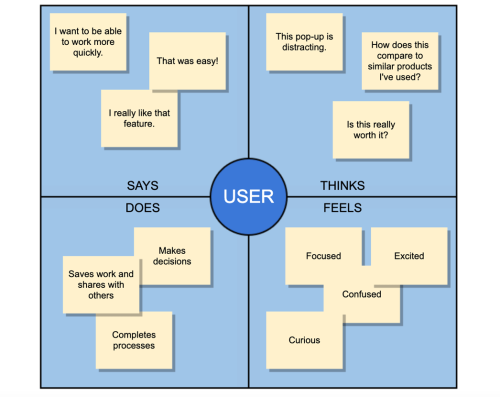 I want to be able
to work more
quickly.
That was easy!
I really like that
feature.
SAYS
This pop-up is
distracting.
How does this
compare to
similar products
I've used?
Is this really
worth it?
THINKS
USER
DOES
Makes
decisions
Saves work and
shares with
others
Completes
processes
FEELS
Focused
Excited
Confused
Curious